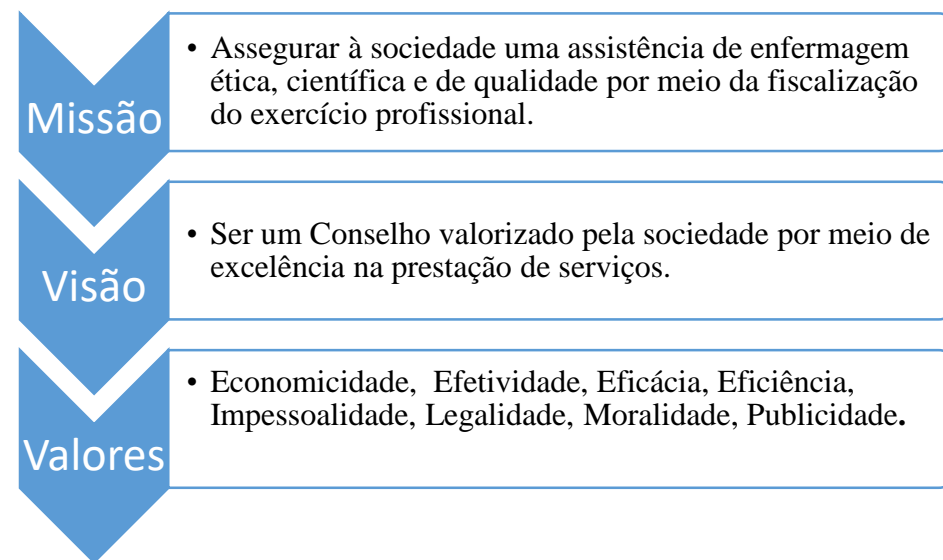 Missão
• Assegurar à sociedade uma assistência de enfermagem
ética, científica e de qualidade por meio da fiscalização
do exercício profissional.
Visão
• Ser um Conselho valorizado pela sociedade por meio de
excelência na prestação de serviços.
Valores
• Economicidade, Efetividade, Eficácia, Eficiência,
Impessoalidade, Legalidade, Moralidade, Publicidade.